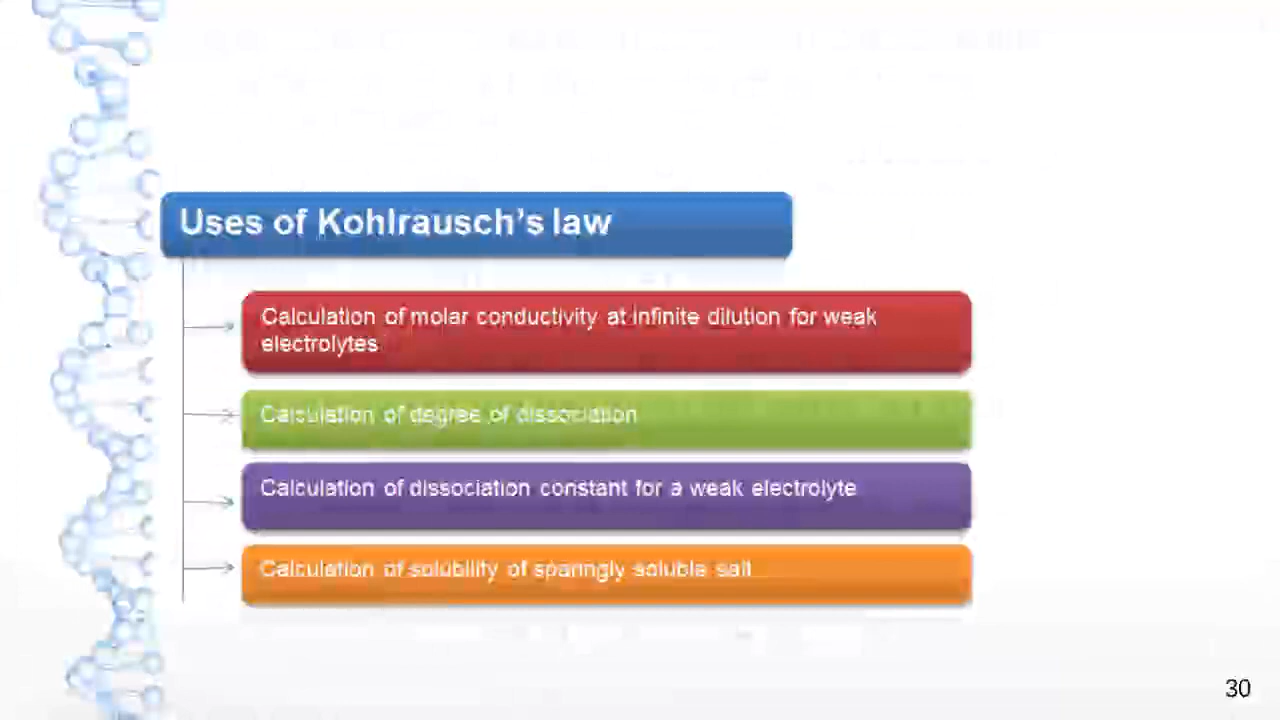 Uses of Kohlrausch's law
Calculation of molar conductivity at infinite dilution for weak
electrolytes
Calculation of degree of dissociation
Calculation of dissociation constant for a weak electrolyte
Calculation of solubility of sparingly soluble salt
30